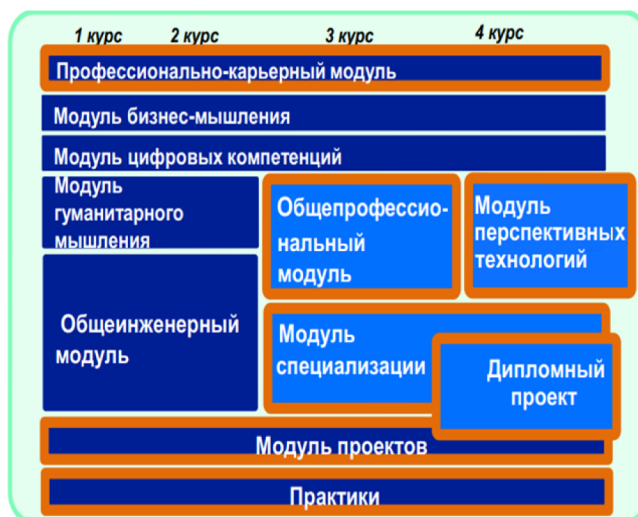 1 курс 2 курс 3 курс 4 курс
Профессионально-карьерный модуль
Модуль бизнес-мышления
Модуль цифровых компетенций
Модуль
гуманитарного
мышления
Общепрофессио-
нальный
модуль
Модуль
перспективных
технологий
Общеинженерный
модуль
Модуль
специализации
Дипломный
проект
Модуль проектов
Практики